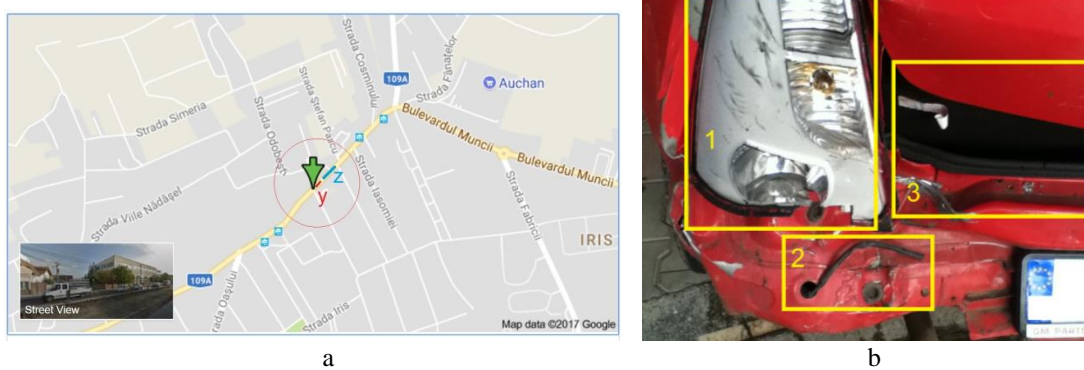 Strada Cosminului
Strada Fânațelor
109A
Auchan
Strada Simeria
Strada Odobești
Strada Ștefan Pascu
Bulevardul Muncii
Bulevardul Muncii
z
y
Strada Viile Nădășel
Strada Iasomiei
Strada Fabricii
IRIS
109A
Strada Oașului
Strada Iris
Street View
Map data ©2017 Google
a
1
2
3
b